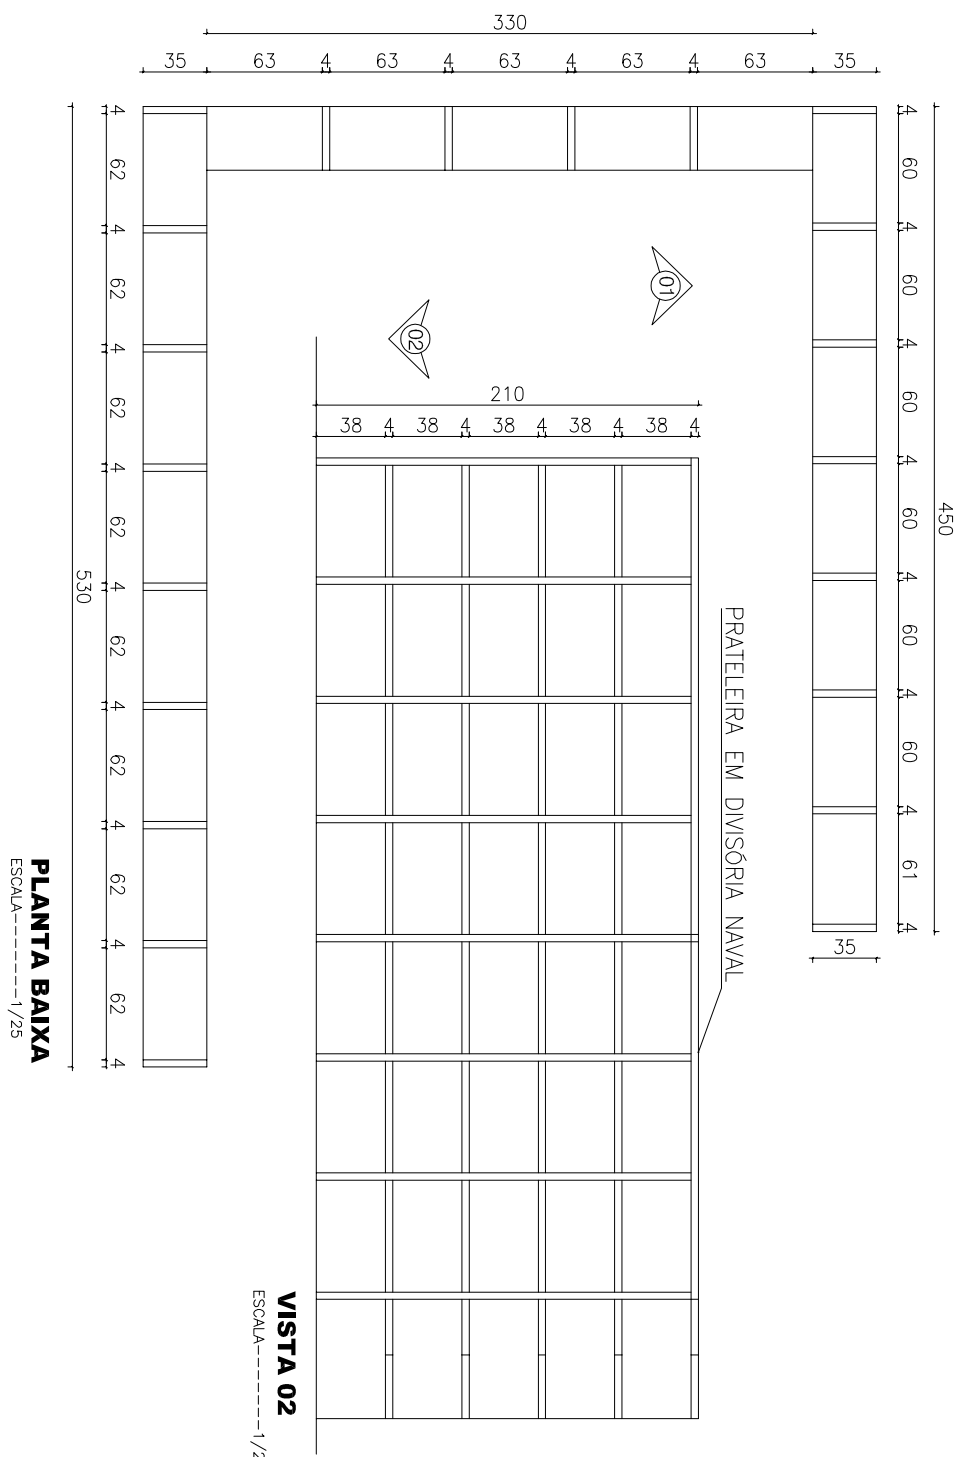 330
35 63 4 63 4 63 4 63 4 63 35
450
4 60 4 60 4 60 4 60 4 60 4 60 4 61 4
35
01
02
210
38 4 38 4 38 4 38 4 38 4
PRATELEIRA EM DIVISÓRIA NAVAL
4 62 4 62 4 62 4 62 4 62 4 62 4 62 4 62 4
530
PLANTA BAIXA
ESCALA-------1/25
VISTA 02
ESCALA-------1/2